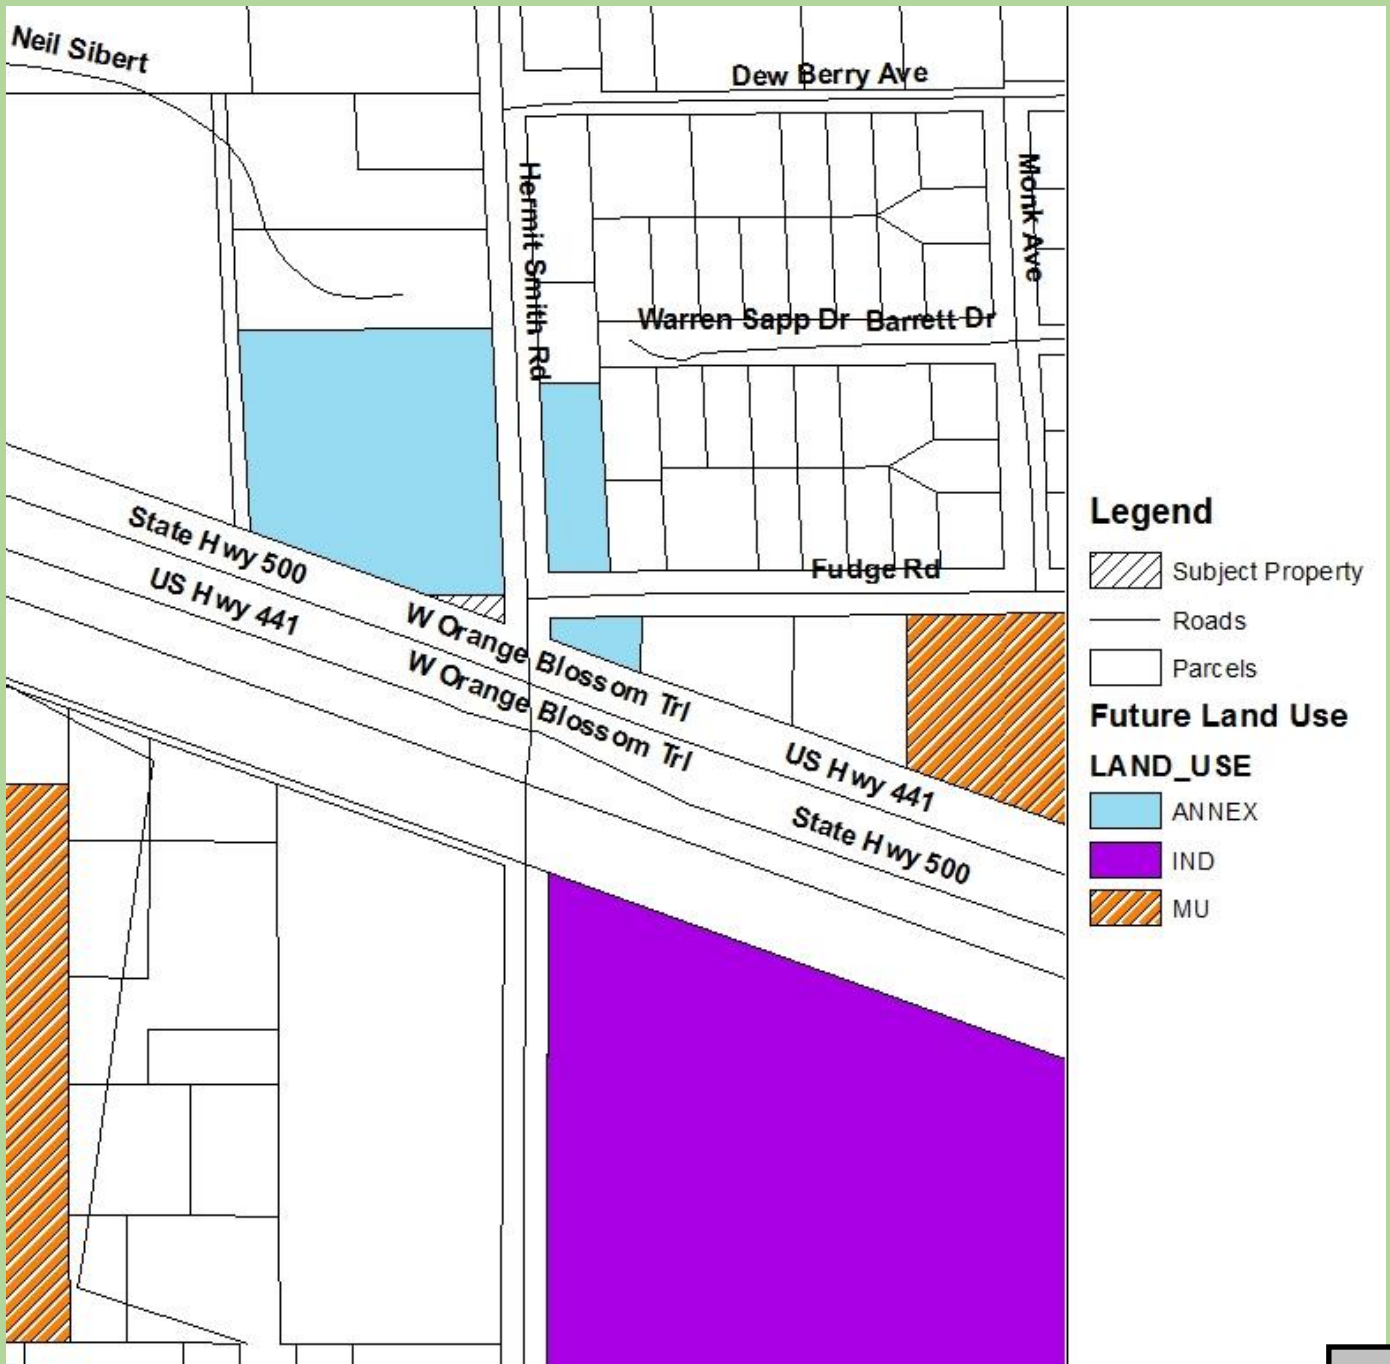 Neil Sibert
Dew Berry Ave
Hermit Smith Rd
Monk Ave
Warren Sapp Dr
Barrett Dr
Fudge Rd
State Hwy 500
US Hwy 441
W Orange Blossom Trl
W Orange Blossom Trl
US Hwy 441
State Hwy 500
Legend
Subject Property
Roads
Parcels
Future Land Use
LAND_USE
ANNEX
IND
MU